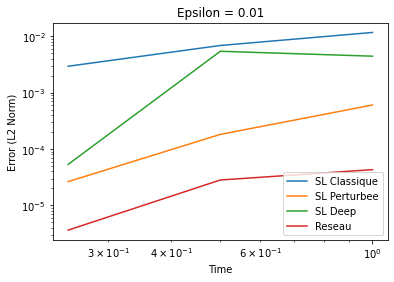 Epsilon = 0.01
Error (L2 Norm)
10⁻²
10⁻³
10⁻⁴
10⁻⁵
SL Classique
SL Perturbee
SL Deep
Reseau
3 × 10⁻¹ 4 × 10⁻¹ 6 × 10⁻¹ 10⁰
Time